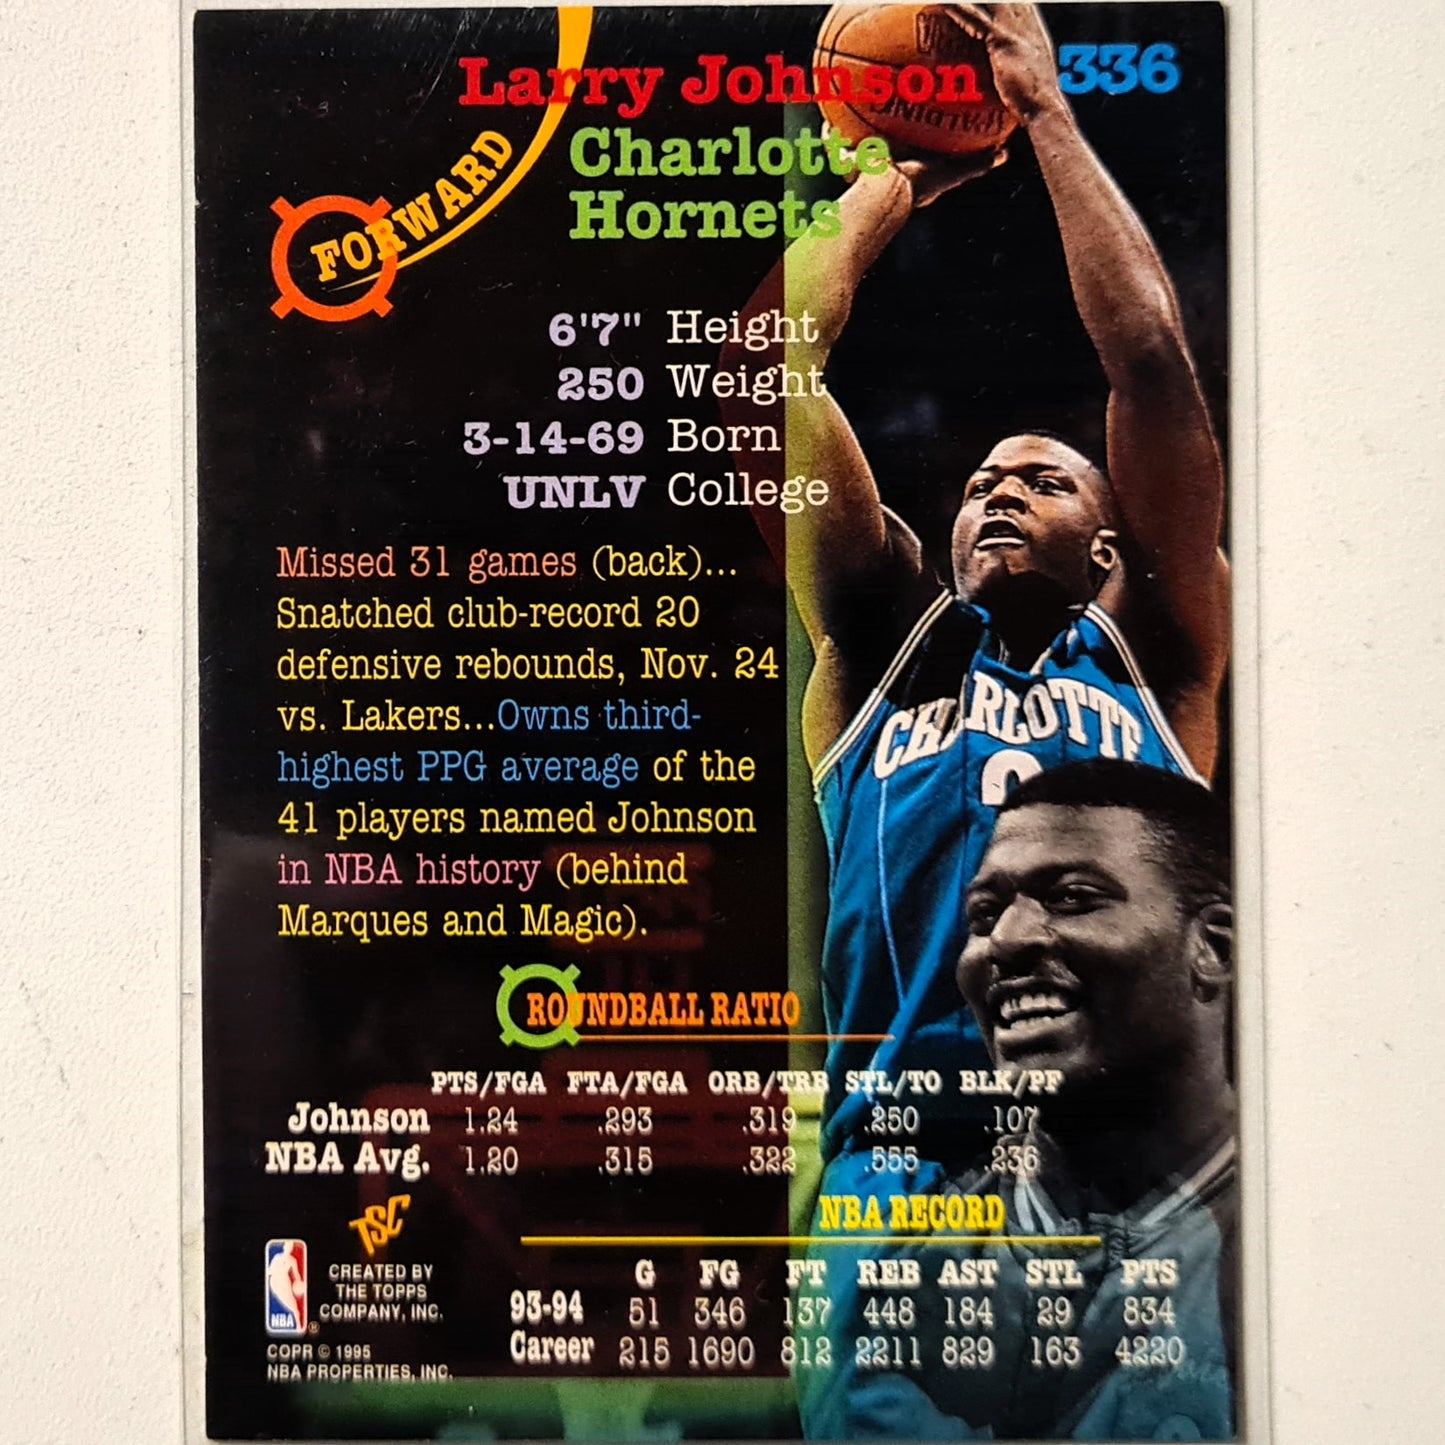 Larry Johnson 336
Charlotte
Hornets
FORWARD
6'7" Height
250 Weight
3-14-69 Born
UNLV College
Missed 31 games (back)...
Snatched club-record 20
defensive rebounds, Nov. 24
vs. Lakers...Owns third-
highest PPG average of the
41 players named Johnson
in NBA history (behind
Marques and Magic).
ROUNDBALL RATIO
PTS/FGA FTA/FGA ORB/TRB STL/TO BLK/PF
Johnson 1.24 .293 .319 .250 .107
NBA Avg. 1.20 .315 .322 .555 .236
NBA RECORD
G FG FT REB AST STL PTS
93-94 51 346 137 448 184 29 834
Career 215 1690 812 2211 829 163 4220
TSC
CREATED BY
THE TOPPS
COMPANY, INC.
NBA ®
COPR © 1995
NBA PROPERTIES, INC.
SPALDING
CHARLOTTE